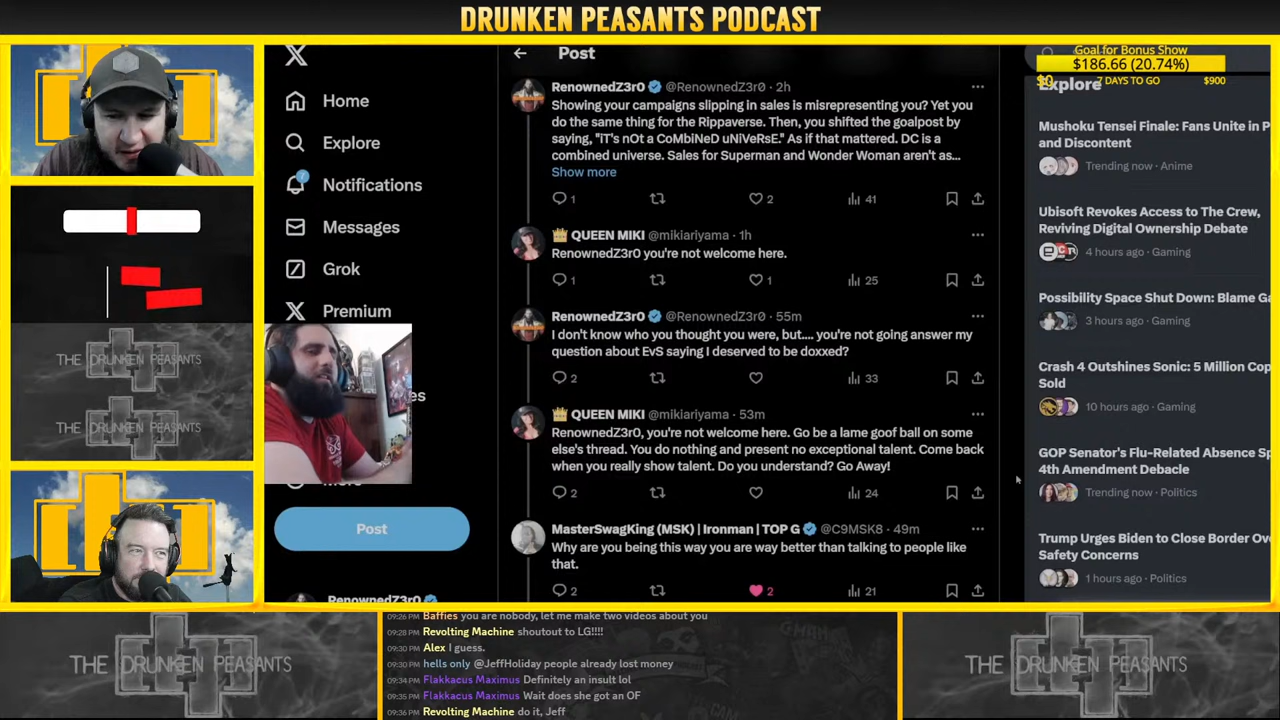 DRUNKEN PEASANTS PODCAST
Post
Goal for Bonus Show
$186.66 (20.74%)
$0
7 DAYS TO GO
$900
Explore
Home
Explore
Notifications
Messages
Grok
Premium
Post
RenownedZ3r0
RenownedZ3r0 @RenownedZ3r0 · 2h
Showing your campaigns slipping in sales is misrepresenting you? Yet you
do the same thing for the Rippaverse. Then, you shifted the goalpost by
saying, "iT's nOt a CoMbiNeD uNiVeRsE." As if that mattered. DC is a
combined universe. Sales for Superman and Wonder Woman aren't as...
Show more
1
2
41
QUEEN MIKI @mikiariyama · 1h
RenownedZ3r0 you're not welcome here.
1
1
25
RenownedZ3r0 @RenownedZ3r0 · 55m
I don't know who you thought you were, but.... you're not going answer my
question about EvS saying I deserved to be doxxed?
2
33
QUEEN MIKI @mikiariyama · 53m
RenownedZ3r0, you're not welcome here. Go be a lame goof ball on some
else's thread. You do nothing and present no exceptional talent. Come back
when you really show talent. Do you understand? Go Away!
2
24
MasterSwagKing (MSK) | Ironman | TOP G @C9MSK8 · 49m
Why are you being this way you are way better than talking to people like
that.
2
2
21
Mushoku Tensei Finale: Fans Unite in P
and Discontent
Trending now · Anime
Ubisoft Revokes Access to The Crew,
Reviving Digital Ownership Debate
4 hours ago · Gaming
Possibility Space Shut Down: Blame Ga
3 hours ago · Gaming
Crash 4 Outshines Sonic: 5 Million Cop
Sold
10 hours ago · Gaming
GOP Senator's Flu-Related Absence Sp
4th Amendment Debacle
Trending now · Politics
Trump Urges Biden to Close Border Ove
Safety Concerns
1 hours ago · Politics
THE DRUNKEN PEASANTS
THE DRUNKEN PEASANTS
THE DRUNKEN PEASANTS
09:26 PM Baffies you are nobody, let me make two videos about you
09:28 PM Revolting Machine shoutout to LG!!!!
09:30 PM Alex I guess.
09:30 PM hells only @JeffHoliday people already lost money
09:34 PM Flakkacus Maximus Definitely an insult lol
09:35 PM Flakkacus Maximus Wait does she got an OF
09:36 PM Revolting Machine do it, Jeff
THE DRUNKEN PEASANTS